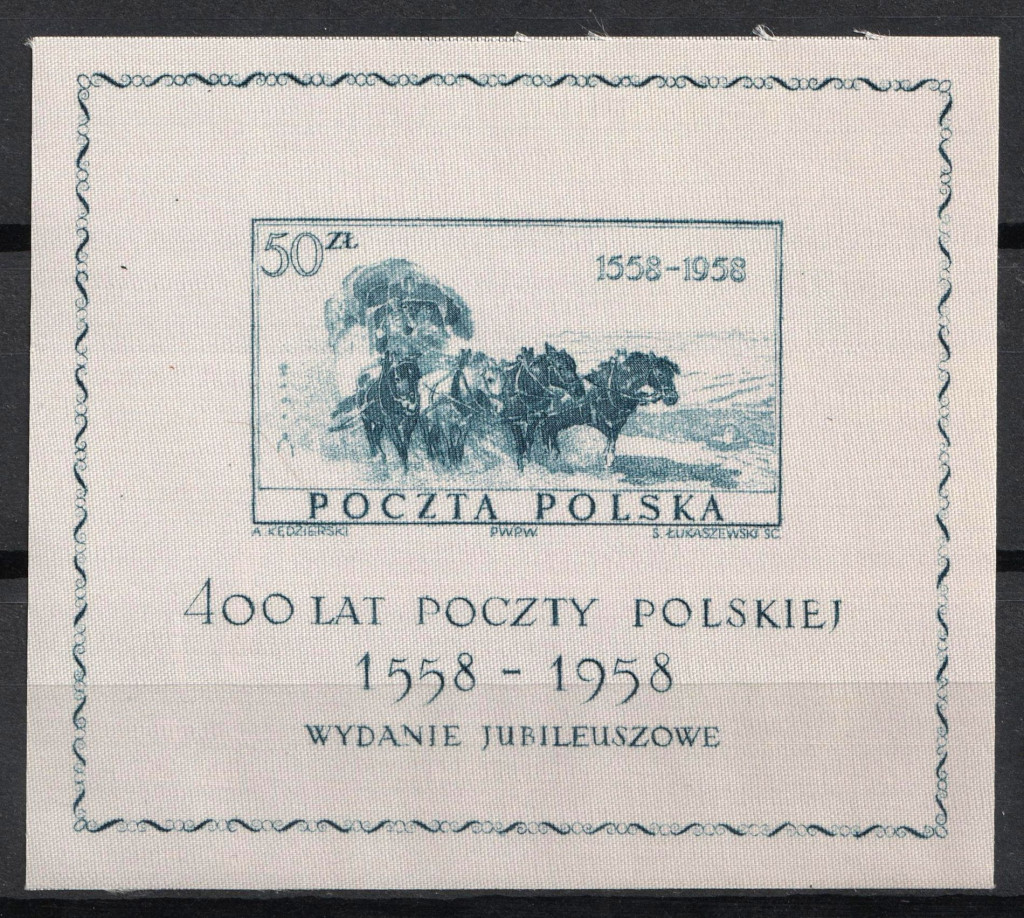 50 ZŁ
1558-1958
POCZTA POLSKA
A. KĘDZIERSKI PWPW. S. ŁUKASZEWSKI SC.
400 LAT POCZTY POLSKIEJ
1558 - 1958
WYDANIE JUBILEUSZOWE